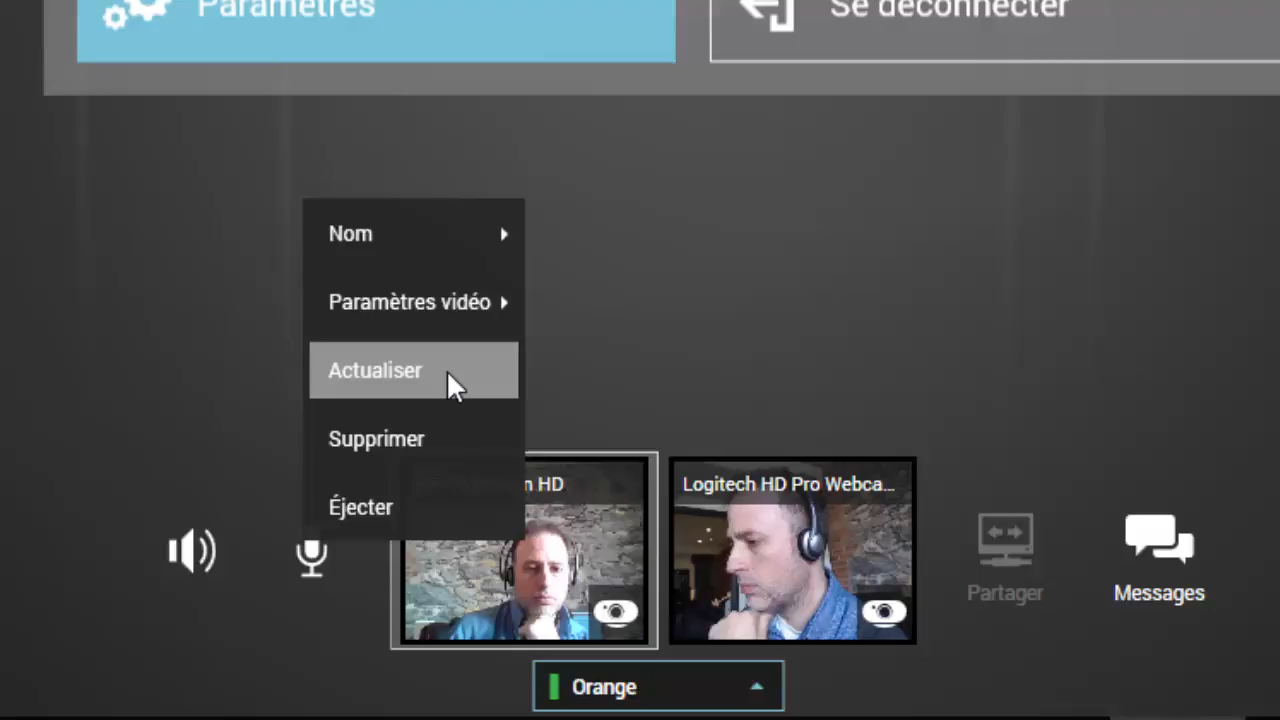 Paramètres
Se déconnecter
Nom
Paramètres vidéo
Actualiser
Supprimer
Éjecter
HD
Logitech HD Pro Webca...
Partager
Messages
Orange